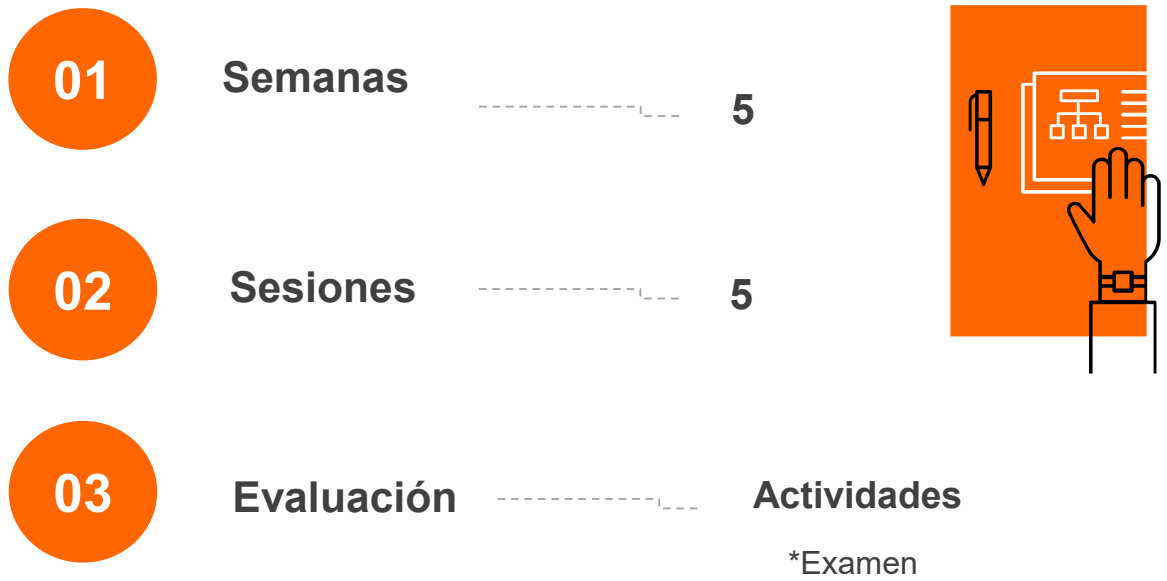 01
Semanas
5
02
Sesiones
5
03
Evaluación
Actividades
*Examen